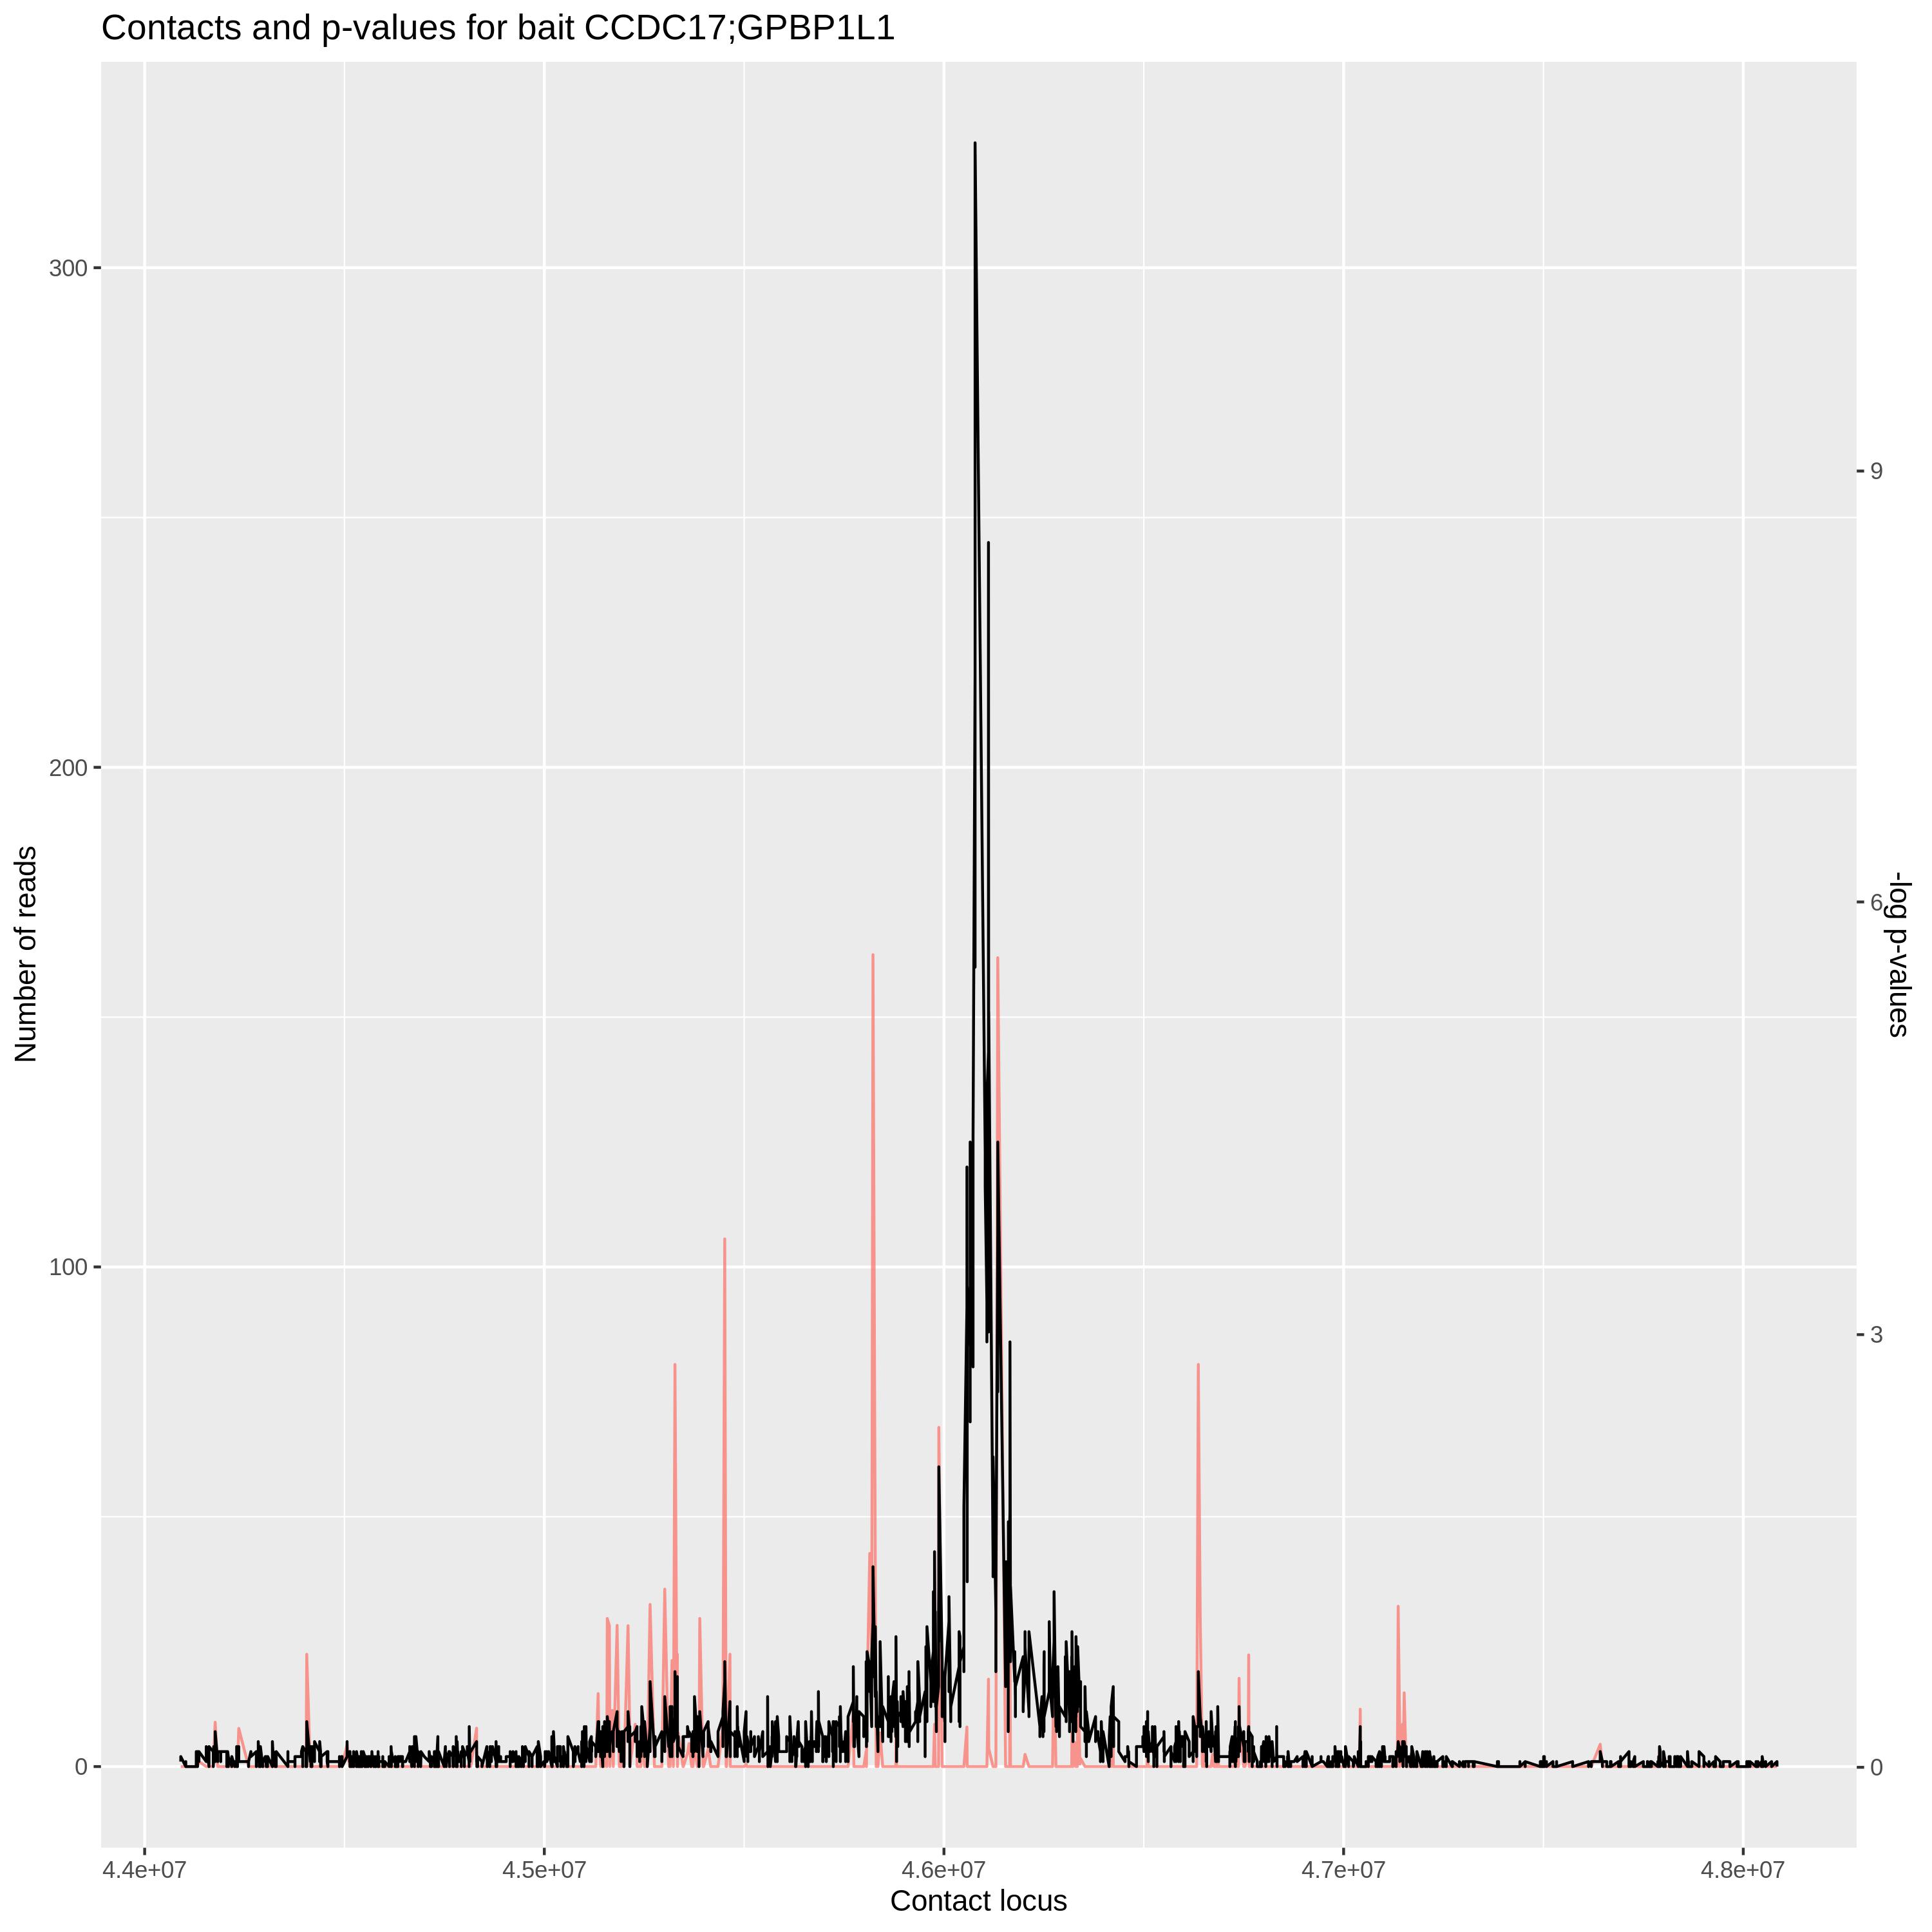 Contacts and p-values for bait CCDC17;GPBP1L1
300
200
100
0
Number of reads
9
6
3
0
-log p-values
4.4e+07
4.5e+07
4.6e+07
4.7e+07
4.8e+07
Contact locus